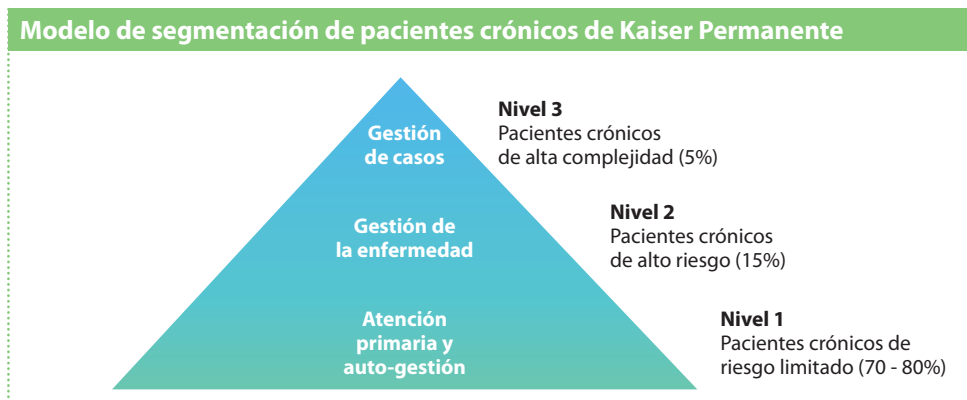 Modelo de segmentación de pacientes crónicos de Kaiser Permanente
Gestión
de casos
Nivel 3
Pacientes crónicos
de alta complejidad (5%)
Gestión de
la enfermedad
Nivel 2
Pacientes crónicos
de alto riesgo (15%)
Atención
primaria y
auto-gestión
Nivel 1
Pacientes crónicos de
riesgo limitado (70 - 80%)